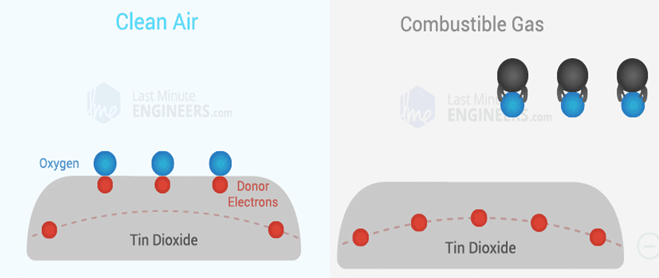 Clean Air
Last Minute
ENGINEERS.com
Oxygen
Donor
Electrons
Tin Dioxide
Combustible Gas
Last Minute
ENGINEERS.com
Tin Dioxide